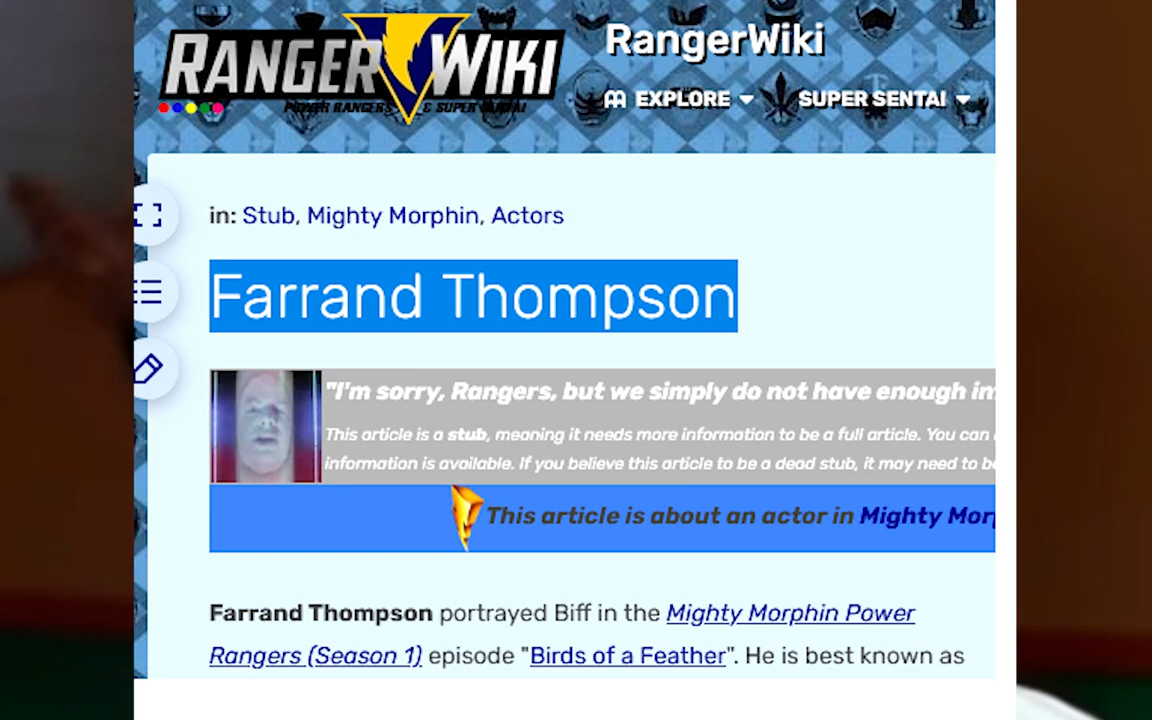 RANGER WIKI
POWER RANGERS & SUPER SENTAI
RangerWiki
EXPLORE
SUPER SENTAI
in: Stub, Mighty Morphin, Actors
Farrand Thompson
"I'm sorry, Rangers, but we simply do not have enough
This article is a stub, meaning it needs more information to be a full article. You can
information is available. If you believe this article to be a dead stub, it may need to
This article is about an actor in Mighty
Farrand Thompson portrayed Biff in the Mighty Morphin Power
Rangers (Season 1) episode "Birds of a Feather". He is best known as